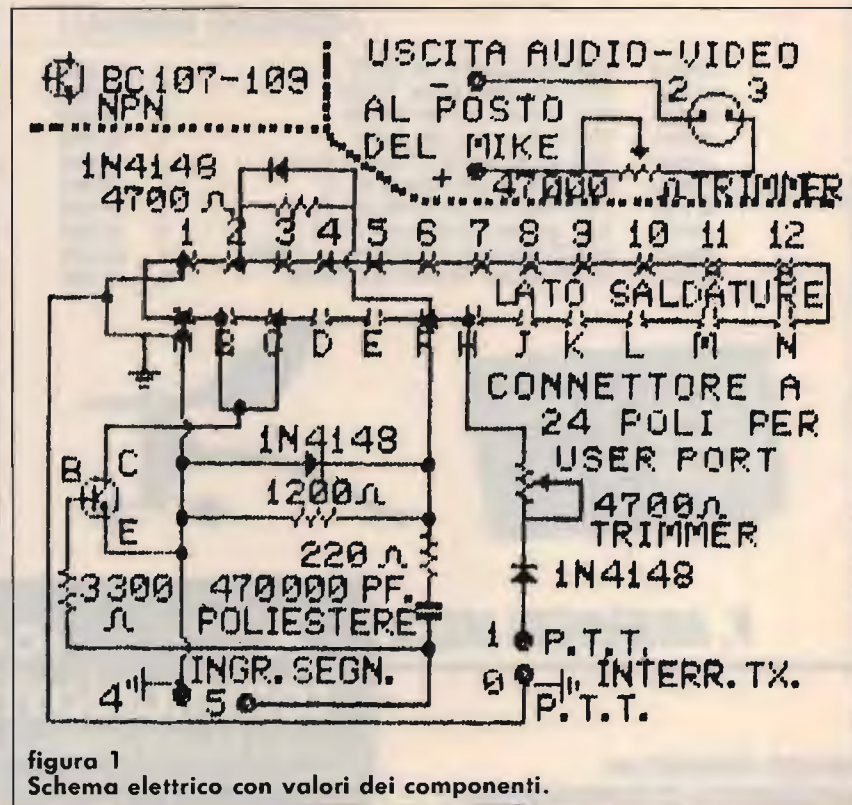 BC107-109
NPN
USCITA AUDIO-VIDEO
- 2 3
AL POSTO
DEL MIKE
+ 47000 Ω TRIMMER
1N4148
4700 Ω
1 2 3 4 5 6 7 8 9 10 11 12
LATO SALDATURE
A B C D E F H J K L M N
CONNETTORE A
24 POLI PER
USER PORT
1N4148
1200Ω
4700Ω
TRIMMER
B C
E
220 Ω
1N4148
3300
Ω
470000 PF.
POLIESTERE
1 P.T.T.
INGR. SEGN.
INTERR. TX.
4 5
0
P.T.T.
figura 1
Schema elettrico con valori dei componenti.